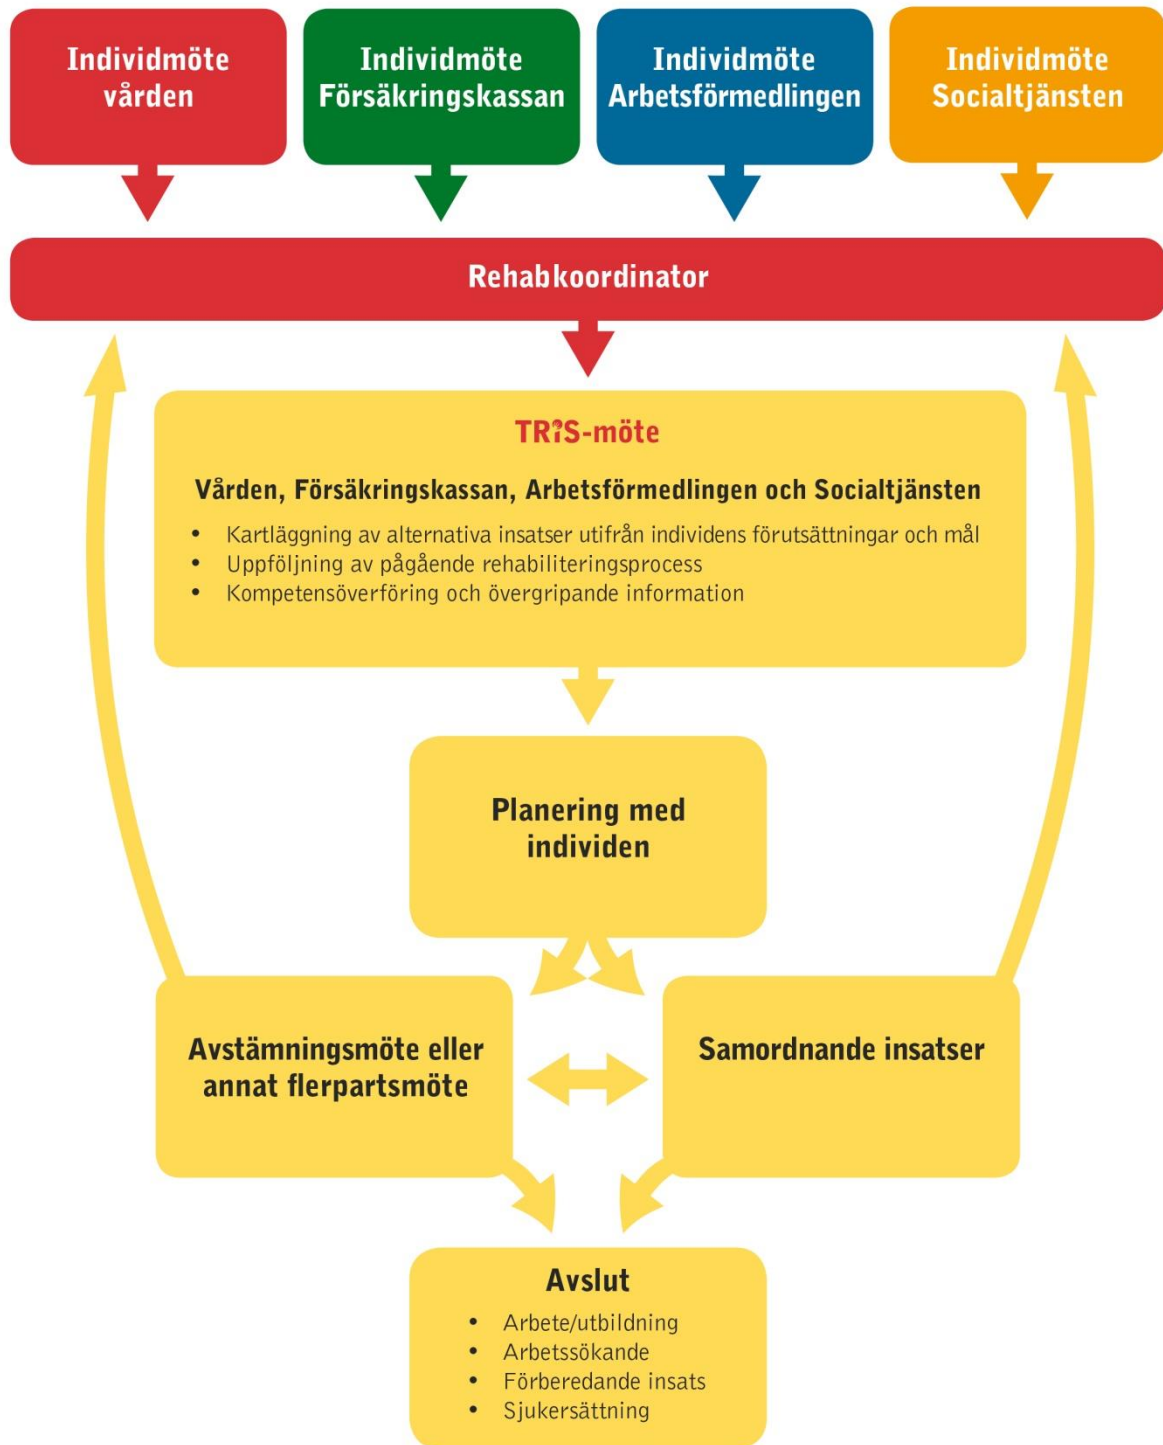 Individmöte
vården
Individmöte
Försäkringskassan
Individmöte
Arbetsförmedlingen
Individmöte
Socialtjänsten
Rehabkoordinator
TRiS-möte
Vården, Försäkringskassan, Arbetsförmedlingen och Socialtjänsten
• Kartläggning av alternativa insatser utifrån individens förutsättningar och mål
• Uppföljning av pågående rehabiliteringsprocess
• Kompetensöverföring och övergripande information
Planering med
individen
Avstämningsmöte eller
annat flerpartsmöte
Samordnande insatser
Avslut
• Arbete/utbildning
• Arbetssökande
• Förberedande insats
• Sjukersättning